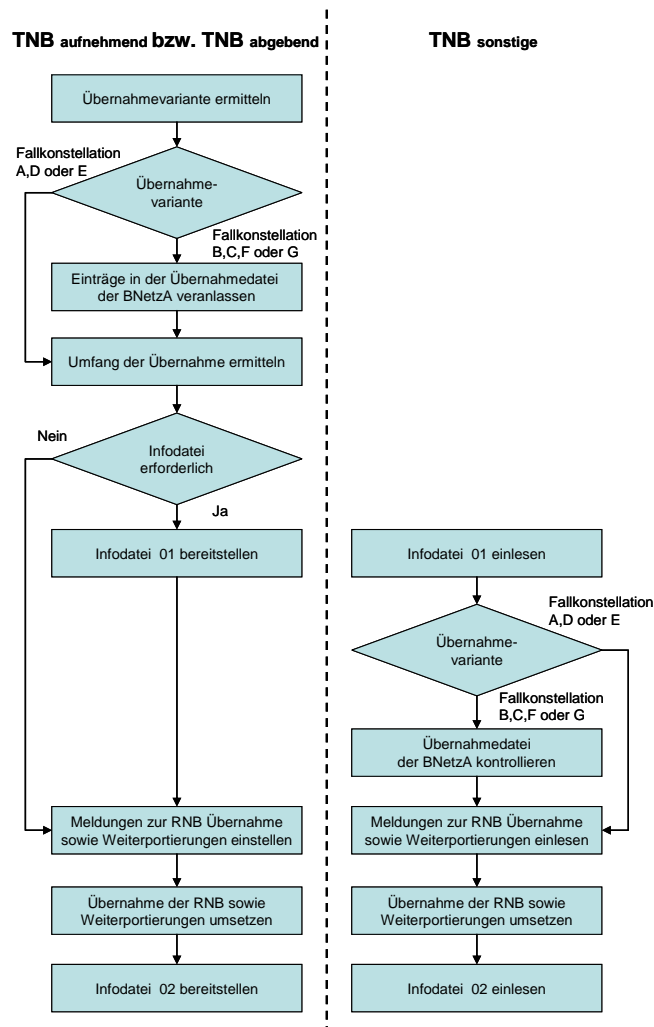 TNB aufnehmend bzw. TNB abgebend
TNB sonstige
Übernahmevariante ermitteln
Fallkonstellation
A,D oder E
Übernahme-
variante
Fallkonstellation
B,C,F oder G
Einträge in der Übernahmedatei
der BNetzA veranlassen
Umfang der Übernahme ermitteln
Nein
Infodatei
erforderlich
Ja
Infodatei 01 bereitstellen
Infodatei 01 einlesen
Fallkonstellation
A,D oder E
Übernahme-
variante
Fallkonstellation
B,C,F oder G
Übernahmedatei
der BNetzA kontrollieren
Meldungen zur RNB Übernahme
sowie Weiterportierungen einstellen
Meldungen zur RNB Übernahme
sowie Weiterportierungen einlesen
Übernahme der RNB sowie
Weiterportierungen umsetzen
Übernahme der RNB sowie
Weiterportierungen umsetzen
Infodatei 02 bereitstellen
Infodatei 02 einlesen